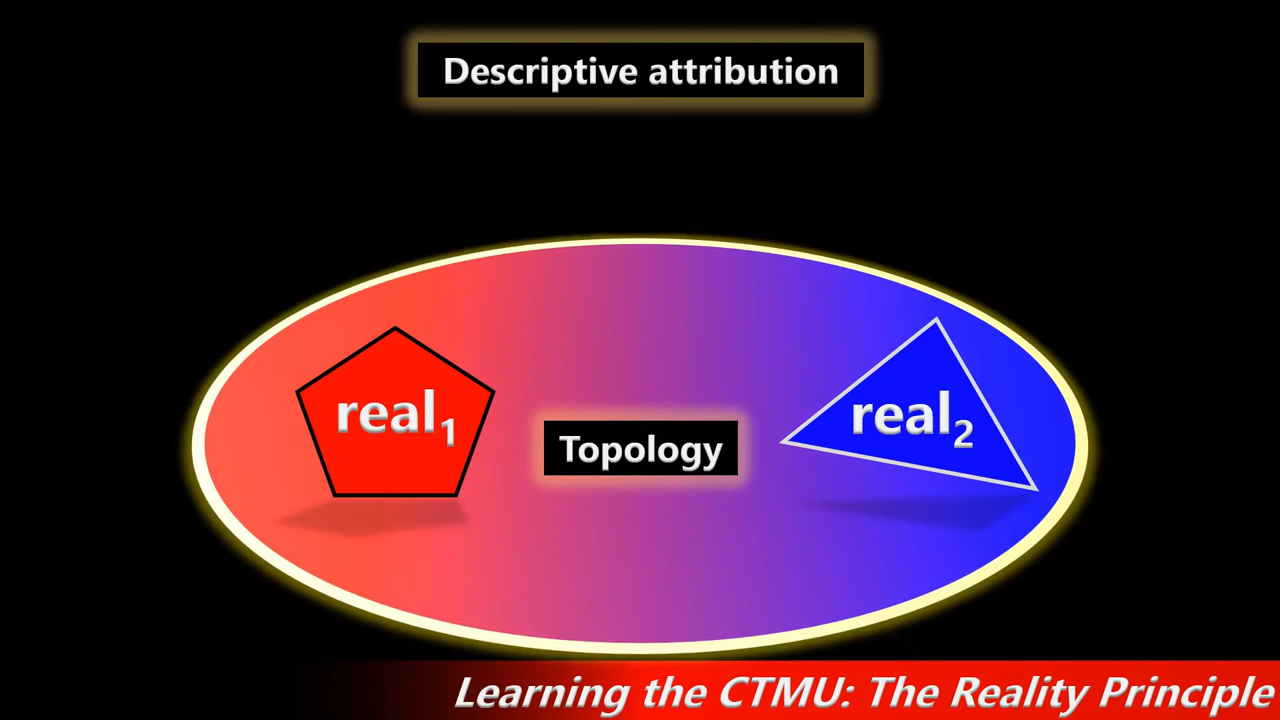 Descriptive attribution
real₁
Topology
real₂
Learning the CTMU: The Reality Principle